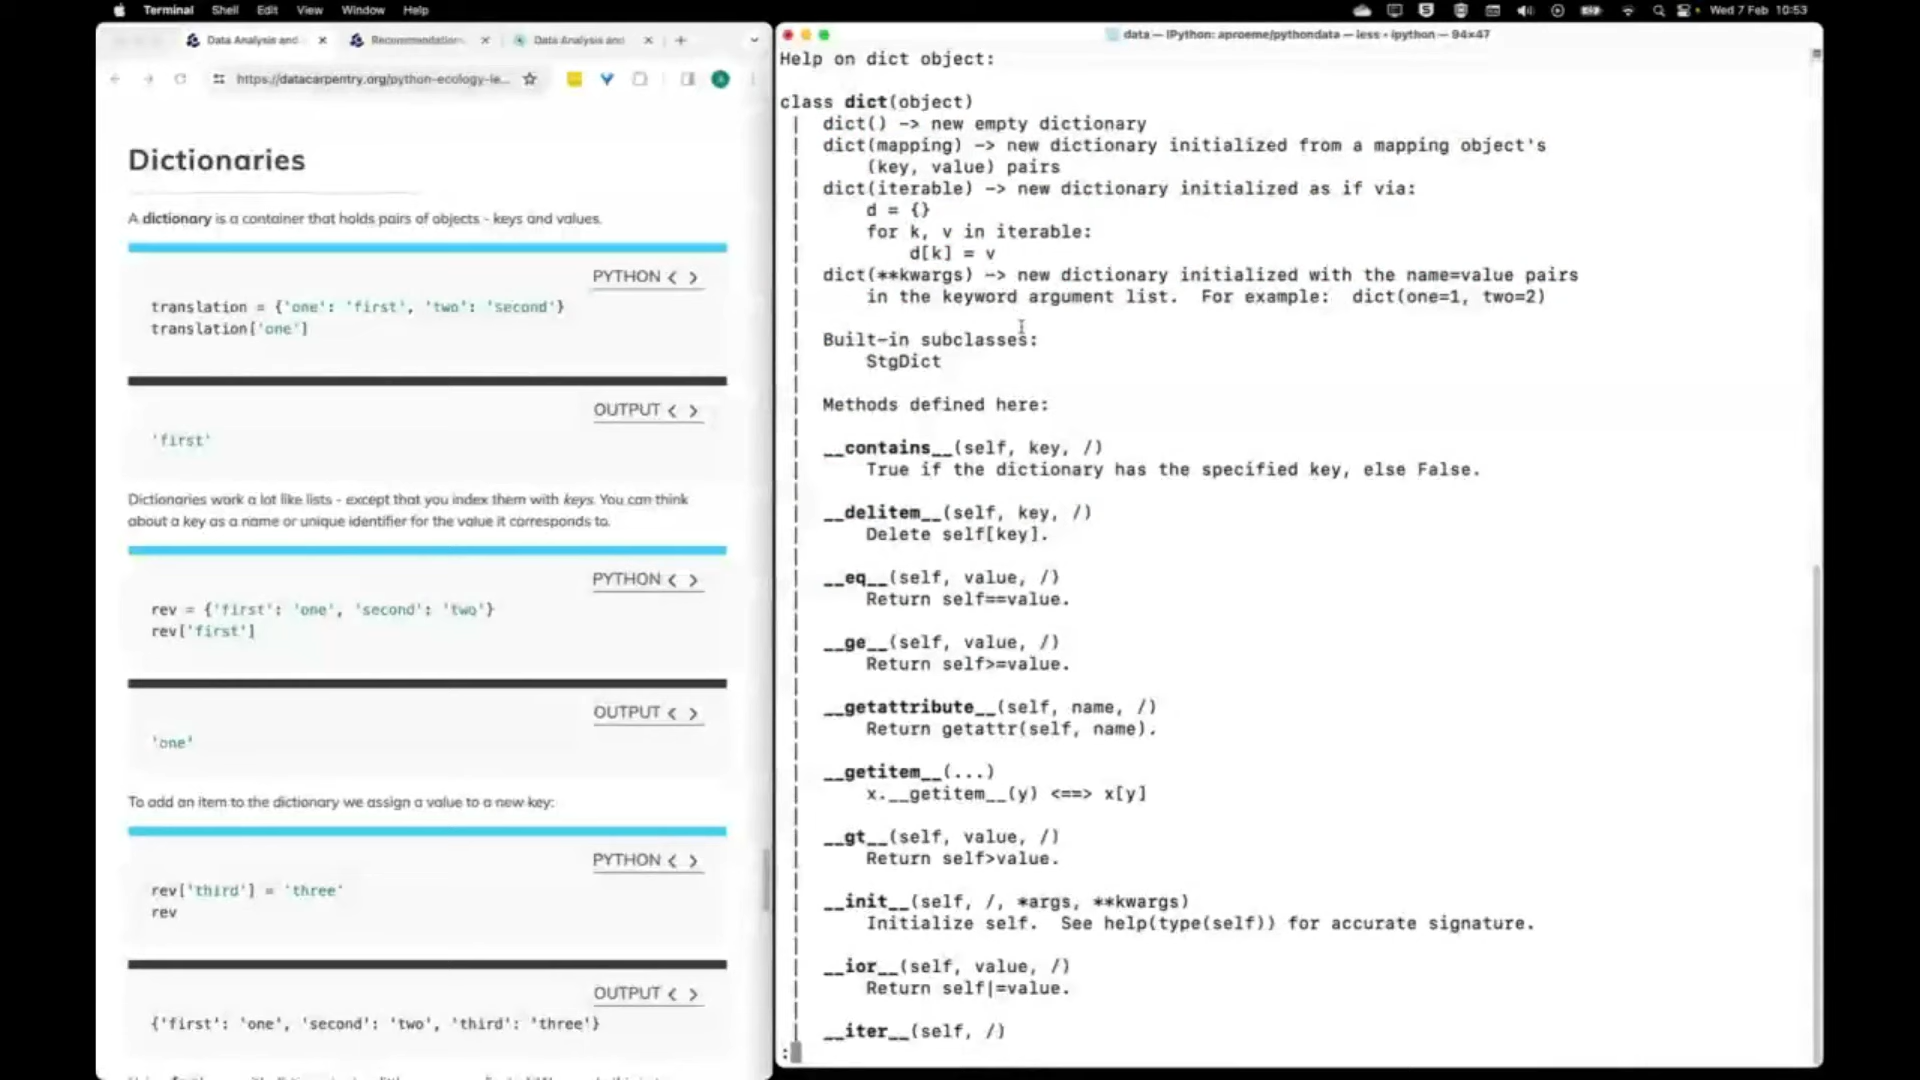 Terminal Shell Edit View Window Help
Wed 7 Feb 10:53
Data Analysis and
Recommendations
Data Analysis and
https://datacarpentry.org/python-ecology-le...
Dictionaries
A dictionary is a container that holds pairs of objects - keys and values.
PYTHON < >
translation = {'one': 'first', 'two': 'second'}
translation['one']
OUTPUT < >
'first'
Dictionaries work a lot like lists - except that you index them with keys. You can think
about a key as a name or unique identifier for the value it corresponds to.
PYTHON < >
rev = {'first': 'one', 'second': 'two'}
rev['first']
OUTPUT < >
'one'
To add an item to the dictionary we assign a value to a new key:
PYTHON < >
rev['third'] = 'three'
rev
OUTPUT < >
{'first': 'one', 'second': 'two', 'third': 'three'}
data — IPython: aproeme/pythondata — less ◂ ipython — 94×47
Help on dict object:
class dict(object)
 |  dict() -> new empty dictionary
 |  dict(mapping) -> new dictionary initialized from a mapping object's
 |      (key, value) pairs
 |  dict(iterable) -> new dictionary initialized as if via:
 |      d = {}
 |      for k, v in iterable:
 |          d[k] = v
 |  dict(**kwargs) -> new dictionary initialized with the name=value pairs
 |      in the keyword argument list.  For example:  dict(one=1, two=2)
 |
 |  Built-in subclasses:
 |      StgDict
 |
 |  Methods defined here:
 |
 |  __contains__(self, key, /)
 |      True if the dictionary has the specified key, else False.
 |
 |  __delitem__(self, key, /)
 |      Delete self[key].
 |
 |  __eq__(self, value, /)
 |      Return self==value.
 |
 |  __ge__(self, value, /)
 |      Return self>=value.
 |
 |  __getattribute__(self, name, /)
 |      Return getattr(self, name).
 |
 |  __getitem__(...)
 |      x.__getitem__(y) <==> x[y]
 |
 |  __gt__(self, value, /)
 |      Return self>value.
 |
 |  __init__(self, /, *args, **kwargs)
 |      Initialize self.  See help(type(self)) for accurate signature.
 |
 |  __ior__(self, value, /)
 |      Return self|=value.
 |
 |  __iter__(self, /)
: